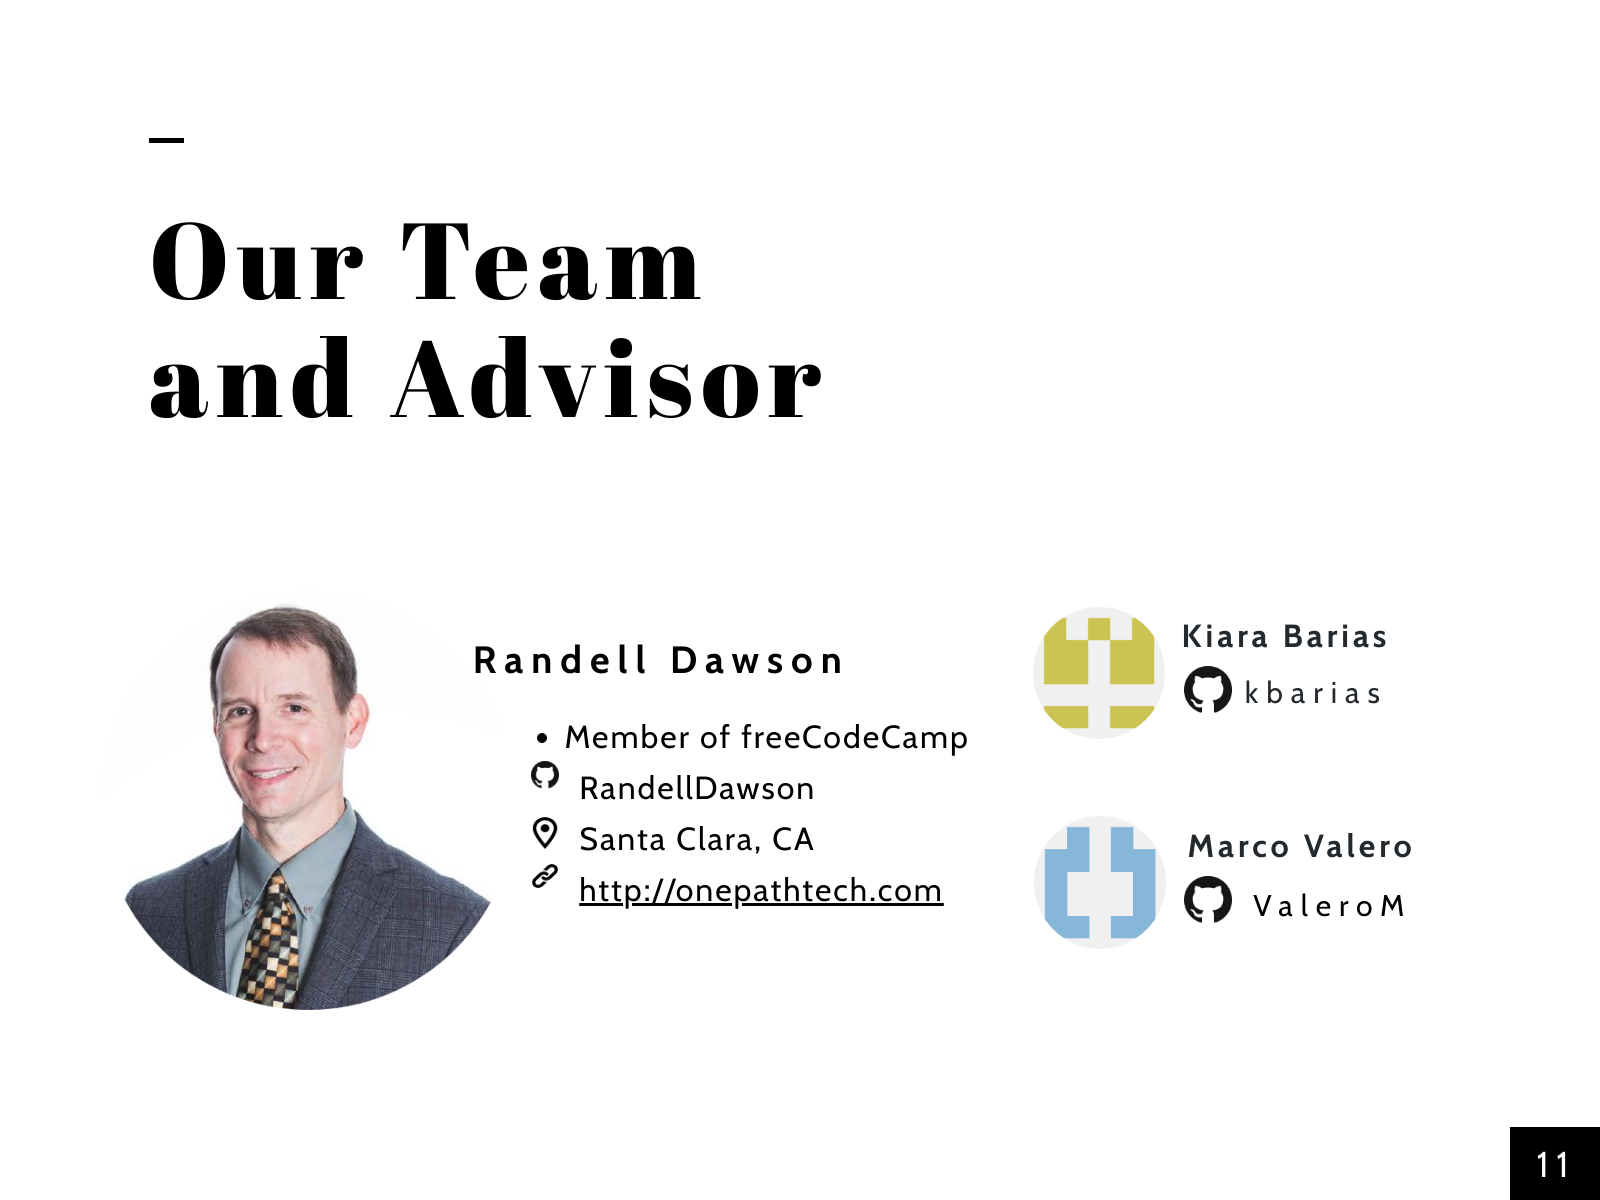 Our Team
and Advisor
Randell Dawson
• Member of freeCodeCamp
RandellDawson
Santa Clara, CA
http://onepathtech.com
Kiara Barias
kbarias
Marco Valero
ValeroM
11